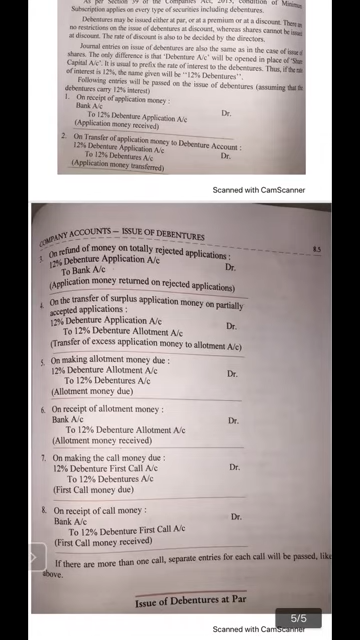 As per Section 39 of the Companies Act, 2013, condition of Minimum
Subscription applies on every type of securities including debentures.
Debentures may be issued either at par, or at a premium or at a discount. There are
no restrictions on the issue of debentures at discount, whereas shares cannot be issued
at discount. The rate of discount is also to be decided by the directors.
Journal entries on issue of debentures are also the same as in the case of issue of
shares. The only difference is that 'Debenture A/c' will be opened in place of 'Share
Capital A/c'. It is usual to prefix the rate of interest to the debentures. Thus, if the rate
of interest is 12%, the name given will be "12% Debentures".
Following entries will be passed on the issue of debentures (assuming that the
debentures carry 12% interest)
1. On receipt of application money :
Bank A/c Dr.
To 12% Debenture Application A/c
(Application money received)
2. On Transfer of application money to Debenture Account :
12% Debenture Application A/c Dr.
To 12% Debentures A/c
(Application money transferred)
Scanned with CamScanner
COMPANY ACCOUNTS — ISSUE OF DEBENTURES 8.5
3. On refund of money on totally rejected applications :
12% Debenture Application A/c Dr.
To Bank A/c
(Application money returned on rejected applications)
4. On the transfer of surplus application money on partially
accepted applications :
12% Debenture Application A/c Dr.
To 12% Debenture Allotment A/c
(Transfer of excess application money to allotment A/c)
5. On making allotment money due :
12% Debenture Allotment A/c Dr.
To 12% Debentures A/c
(Allotment money due)
6. On receipt of allotment money :
Bank A/c Dr.
To 12% Debenture Allotment A/c
(Allotment money received)
7. On making the call money due :
12% Debenture First Call A/c Dr.
To 12% Debentures A/c
(First Call money due)
8. On receipt of call money :
Bank A/c Dr.
To 12% Debenture First Call A/c
(First Call money received)
If there are more than one call, separate entries for each call will be passed, like
above.
Issue of Debentures at Par
5/5
Scanned with CamScanner